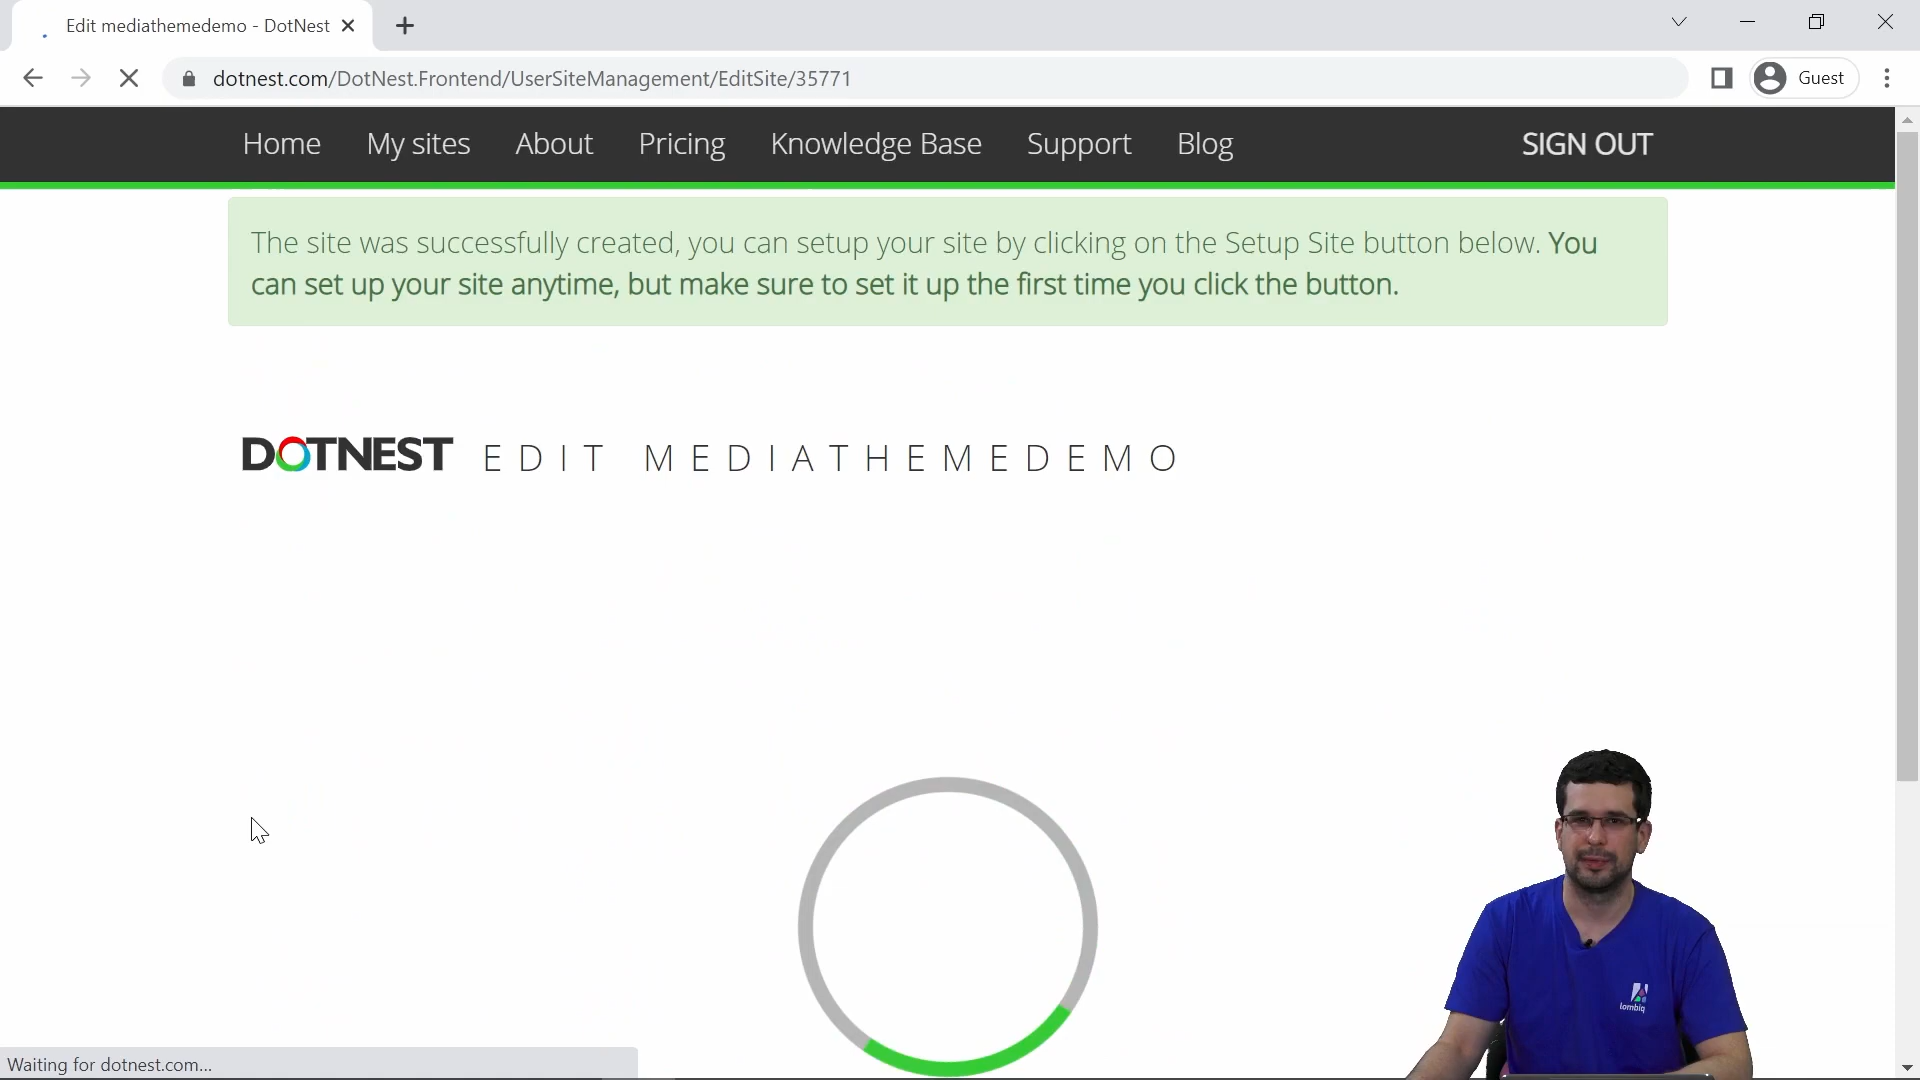 Edit mediathemedemo - DotNest
dotnest.com/DotNest.Frontend/UserSiteManagement/EditSite/35771
Guest
Home My sites About Pricing Knowledge Base Support Blog SIGN OUT
The site was successfully created, you can setup your site by clicking on the Setup Site button below. You
can set up your site anytime, but make sure to set it up the first time you click the button.
DOTNEST EDIT MEDIATHEMEDEMO
lombiq
Waiting for dotnest.com...